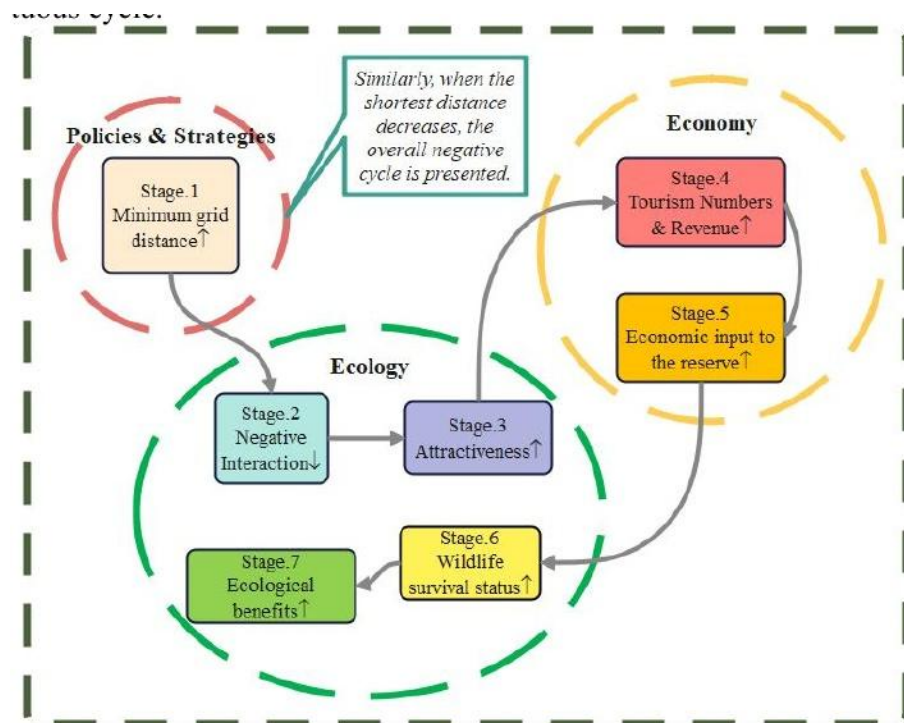 tuous cycle.
Policies & Strategies
Stage.1
Minimum grid
distance↑
Similarly, when the
shortest distance
decreases, the
overall negative
cycle is presented.
Economy
Stage.4
Tourism Numbers
& Revenue↑
Stage.5
Economic input to
the reserve↑
Ecology
Stage.2
Negative
Interaction↓
Stage.3
Attractiveness↑
Stage.6
Wildlife
survival status↑
Stage.7
Ecological
benefits↑